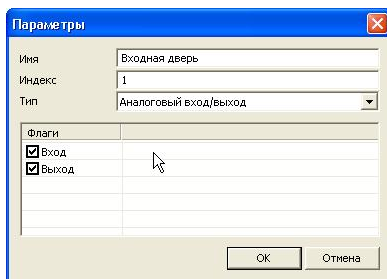 Параметры
Имя Входная дверь
Индекс 1
Тип Аналоговый вход/выход
Флаги
Вход
Выход
OK Отмена